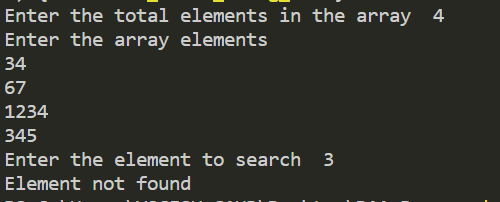 Enter the total elements in the array  4
Enter the array elements
34
67
1234
345
Enter the element to search  3
Element not found